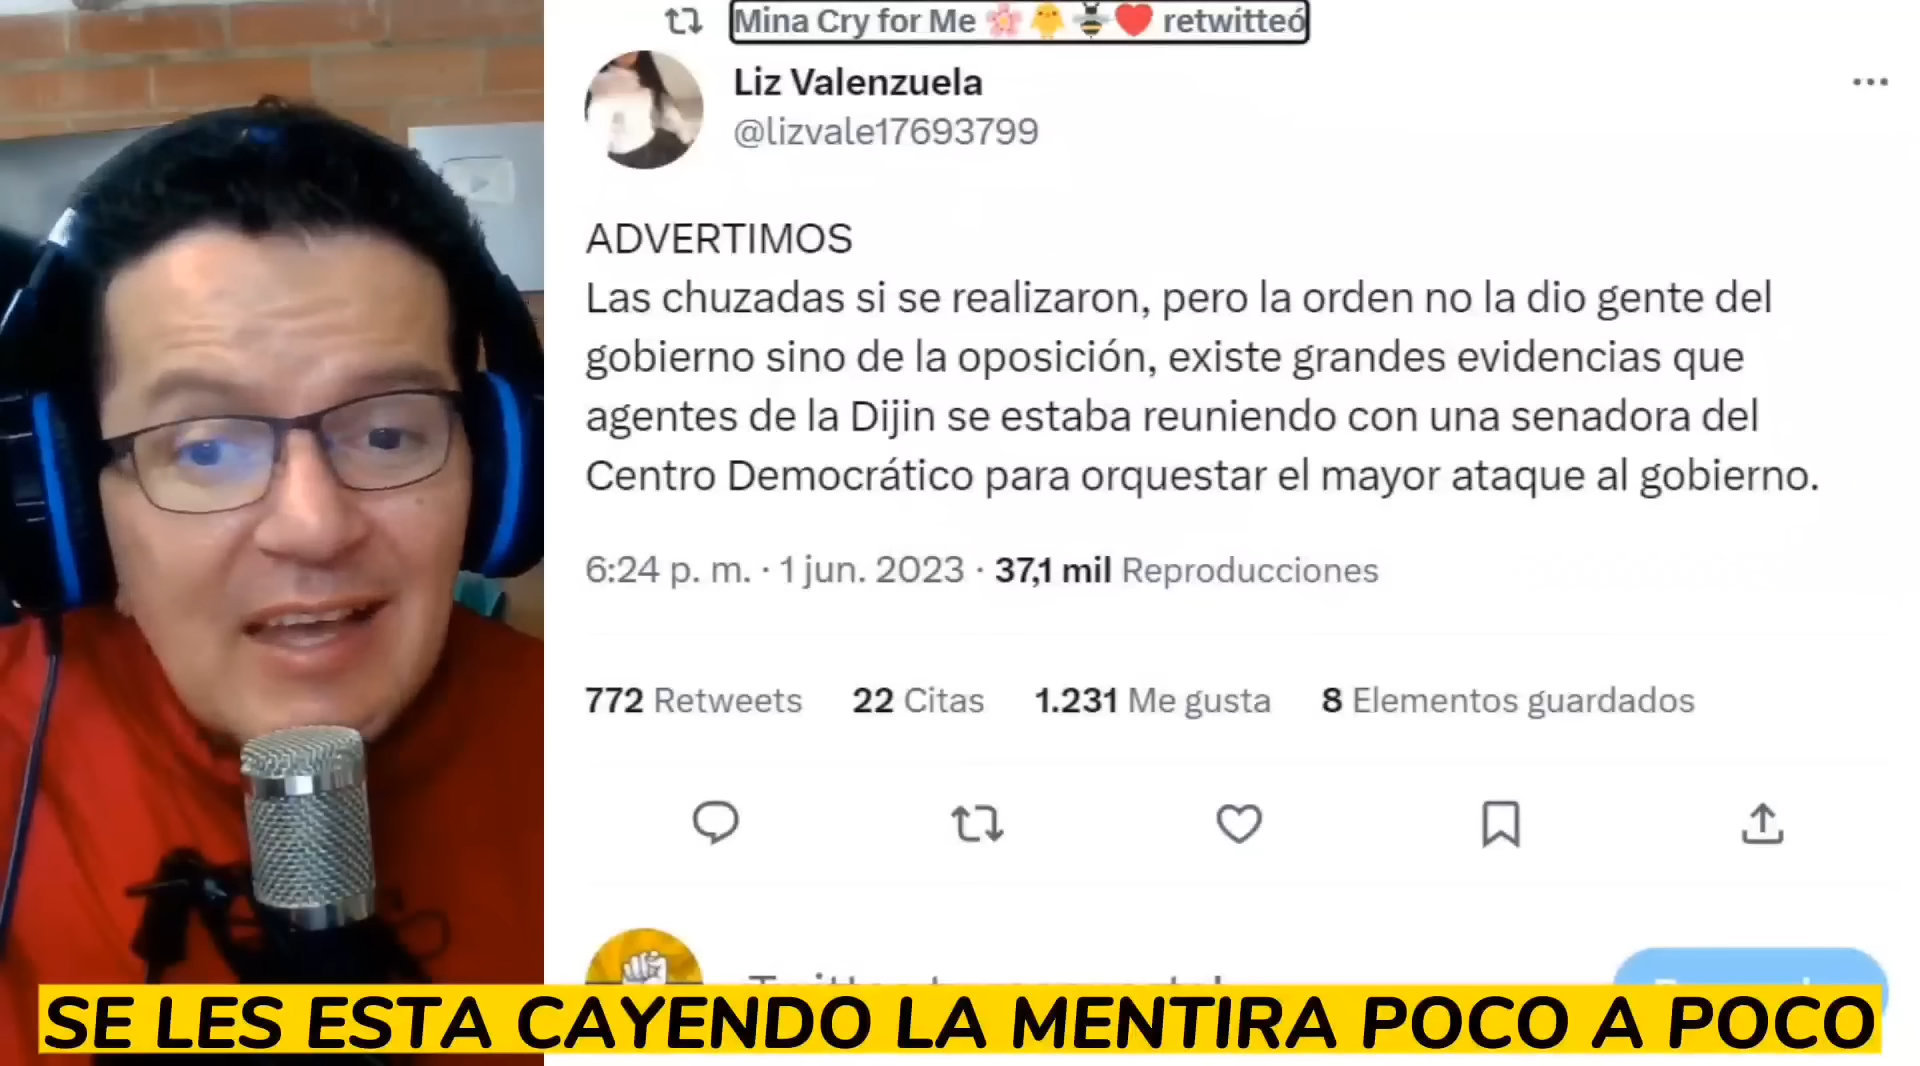 Mina Cry for Me 🌸🐥🐝❤️ retwitteó
Liz Valenzuela
@lizvale17693799
ADVERTIMOS
Las chuzadas si se realizaron, pero la orden no la dio gente del
gobierno sino de la oposición, existe grandes evidencias que
agentes de la Dijin se estaba reuniendo con una senadora del
Centro Democrático para orquestar el mayor ataque al gobierno.
6:24 p. m. · 1 jun. 2023 · 37,1 mil Reproducciones
772 Retweets 22 Citas 1.231 Me gusta 8 Elementos guardados
SE LES ESTA CAYENDO LA MENTIRA POCO A POCO